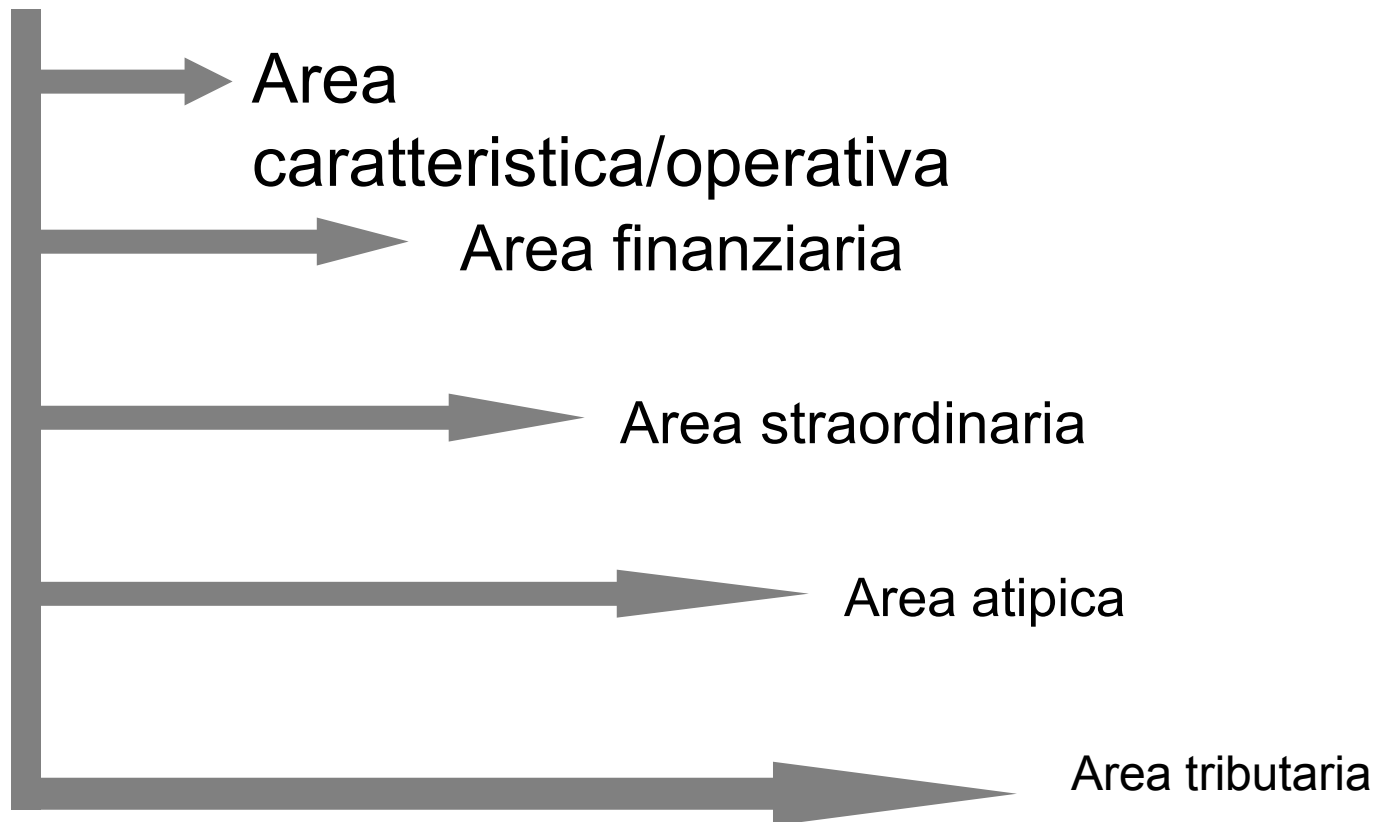 Area
caratteristica/operativa
Area finanziaria
Area straordinaria
Area atipica
Area tributaria